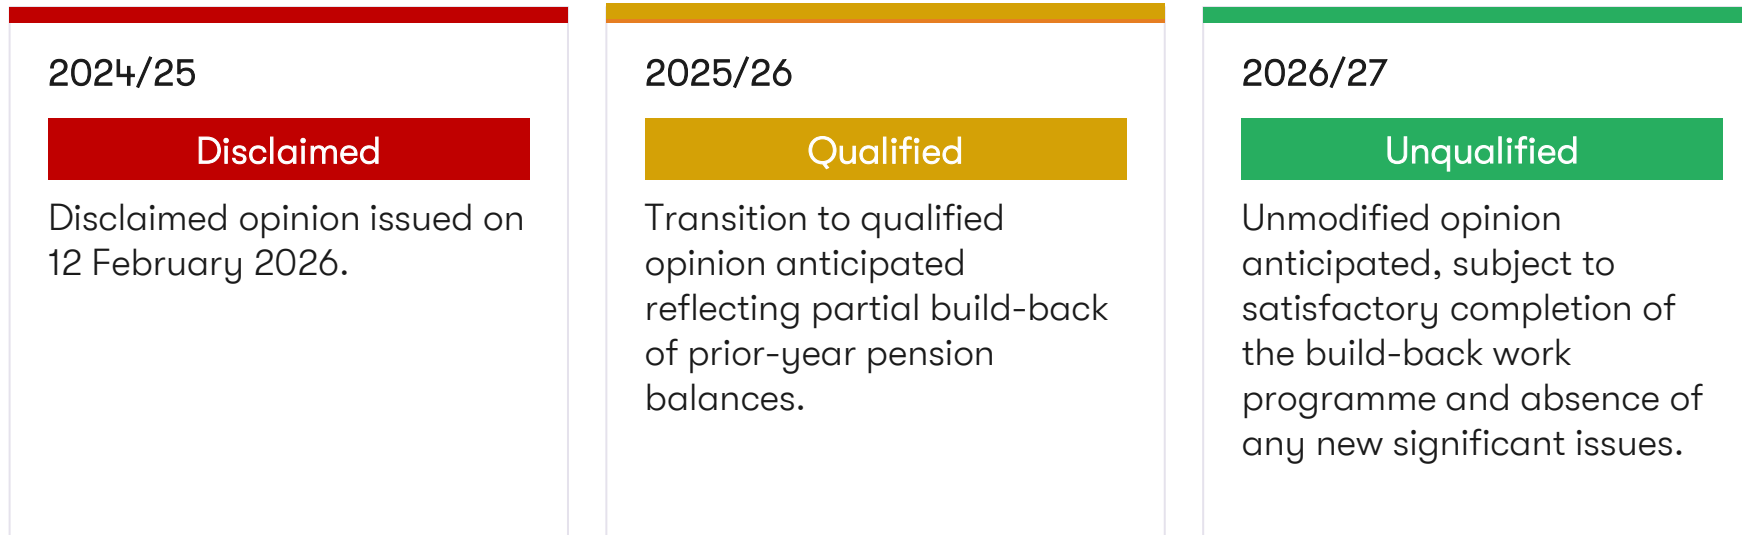 2024/25
Disclaimed
Disclaimed opinion issued on
12 February 2026.
2025/26
Qualified
Transition to qualified
opinion anticipated
reflecting partial build-back
of prior-year pension
balances.
2026/27
Unqualified
Unmodified opinion
anticipated, subject to
satisfactory completion of
the build-back work
programme and absence of
any new significant issues.